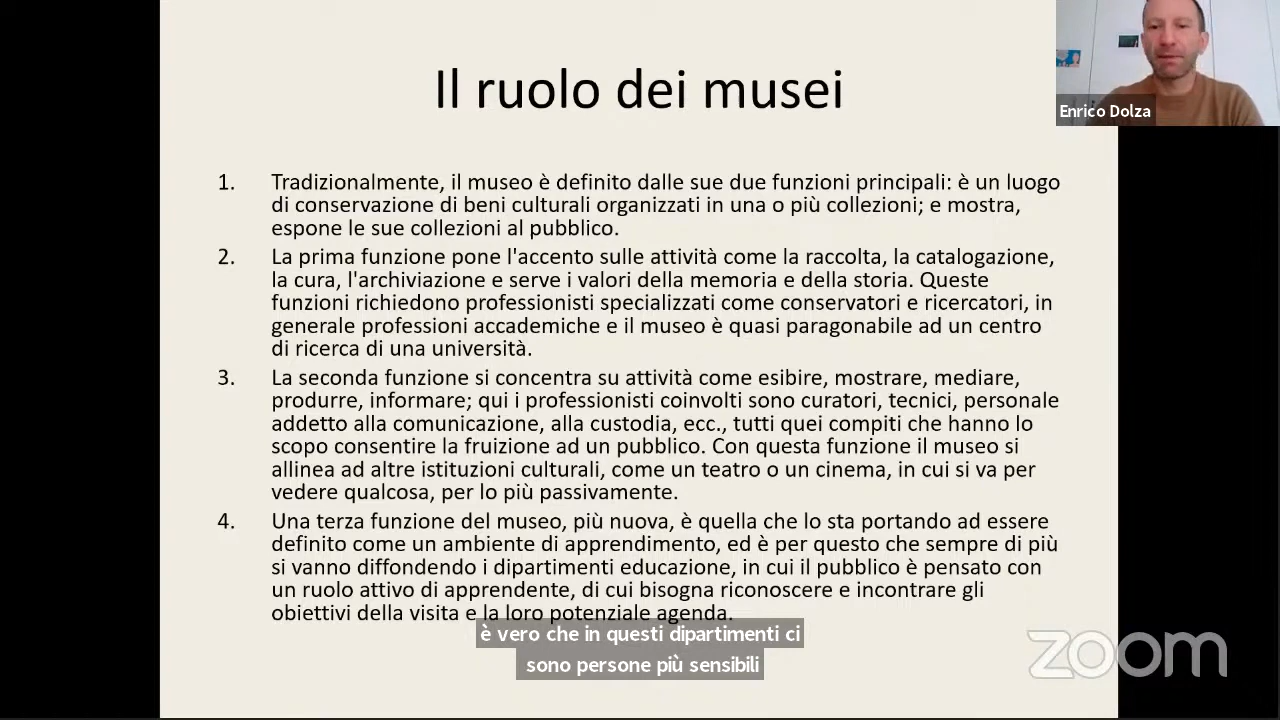 Il ruolo dei musei
Enrico Dolza
1. Tradizionalmente, il museo è definito dalle sue due funzioni principali: è un luogo
di conservazione di beni culturali organizzati in una o più collezioni; e mostra,
espone le sue collezioni al pubblico.
2. La prima funzione pone l'accento sulle attività come la raccolta, la catalogazione,
la cura, l'archiviazione e serve i valori della memoria e della storia. Queste
funzioni richiedono professionisti specializzati come conservatori e ricercatori, in
generale professioni accademiche e il museo è quasi paragonabile ad un centro
di ricerca di una università.
3. La seconda funzione si concentra su attività come esibire, mostrare, mediare,
produrre, informare; qui i professionisti coinvolti sono curatori, tecnici, personale
addetto alla comunicazione, alla custodia, ecc., tutti quei compiti che hanno lo
scopo consentire la fruizione ad un pubblico. Con questa funzione il museo si
allinea ad altre istituzioni culturali, come un teatro o un cinema, in cui si va per
vedere qualcosa, per lo più passivamente.
4. Una terza funzione del museo, più nuova, è quella che lo sta portando ad essere
definito come un ambiente di apprendimento, ed è per questo che sempre di più
si vanno diffondendo i dipartimenti educazione, in cui il pubblico è pensato con
un ruolo attivo di apprendente, di cui bisogna riconoscere e incontrare gli
obiettivi della visita e la loro potenziale agenda.
è vero che in questi dipartimenti ci
sono persone più sensibili
zoom